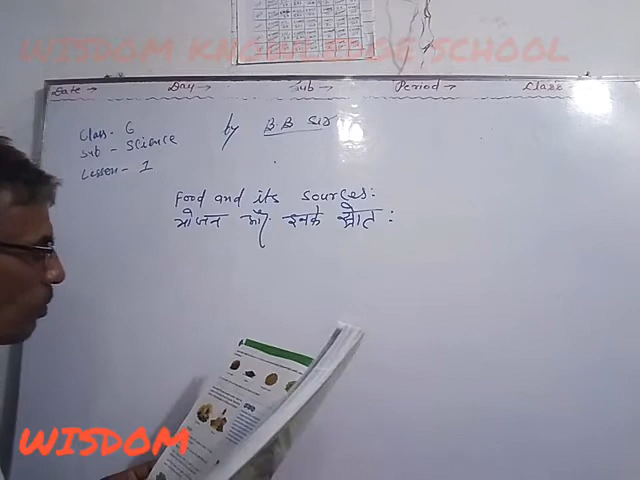 WISDOM KNOWLEDGE SCHOOL
Date → Day → Sub → Period → Class
Class - 6 by B.B Sir
Sub - Science
Lesson - 1
Food and its sources:
भोजन और इनके स्रोत :
WISDOM